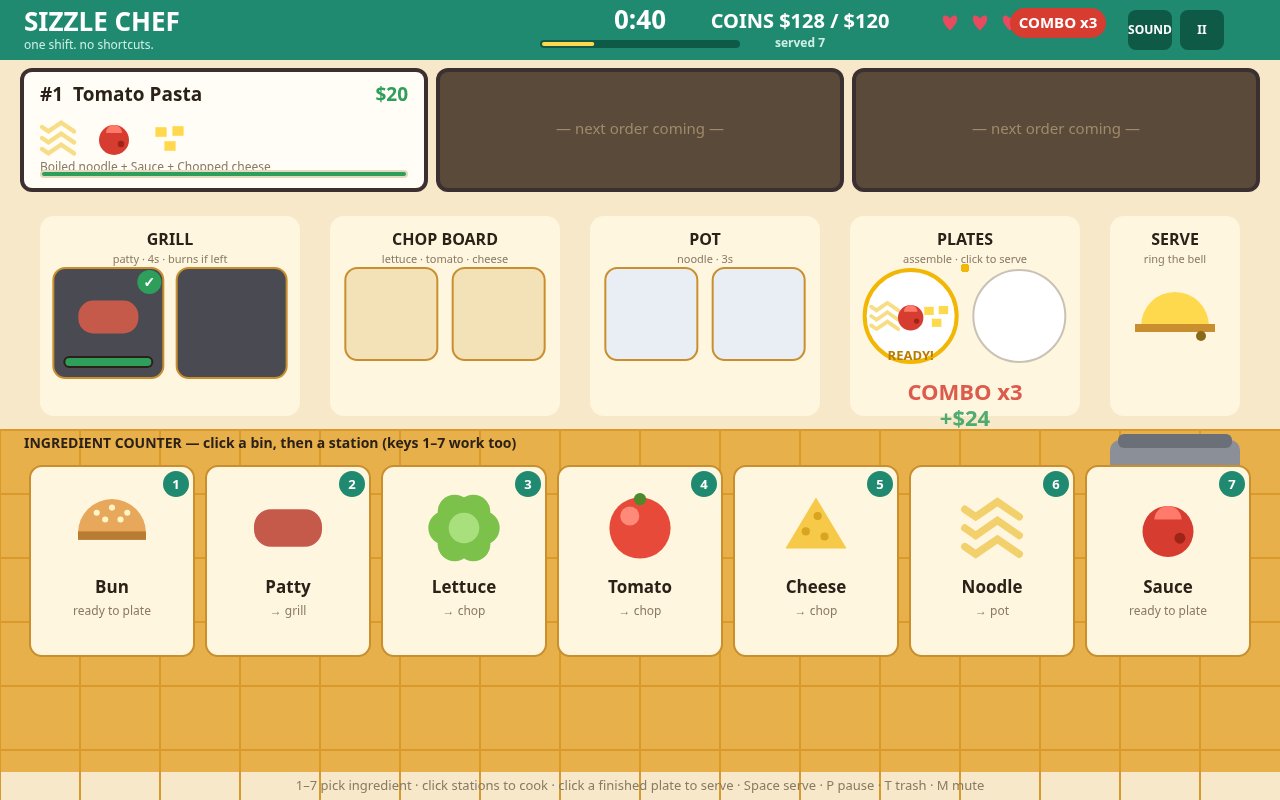 SIZZLE CHEF
one shift. no shortcuts.
0:40
COINS $128 / $120
served 7
COMBO x3
SOUND
II
#1 Tomato Pasta
$20
Boiled noodle + Sauce + Chopped cheese
— next order coming —
— next order coming —
GRILL
patty · 4s · burns if left
✓
CHOP BOARD
lettuce · tomato · cheese
POT
noodle · 3s
PLATES
assemble · click to serve
READY!
COMBO x3
+$24
SERVE
ring the bell
INGREDIENT COUNTER — click a bin, then a station (keys 1–7 work too)
1
Bun
ready to plate
2
Patty
→ grill
3
Lettuce
→ chop
4
Tomato
→ chop
5
Cheese
→ chop
6
Noodle
→ pot
7
Sauce
ready to plate
1–7 pick ingredient · click stations to cook · click a finished plate to serve · Space serve · P pause · T trash · M mute